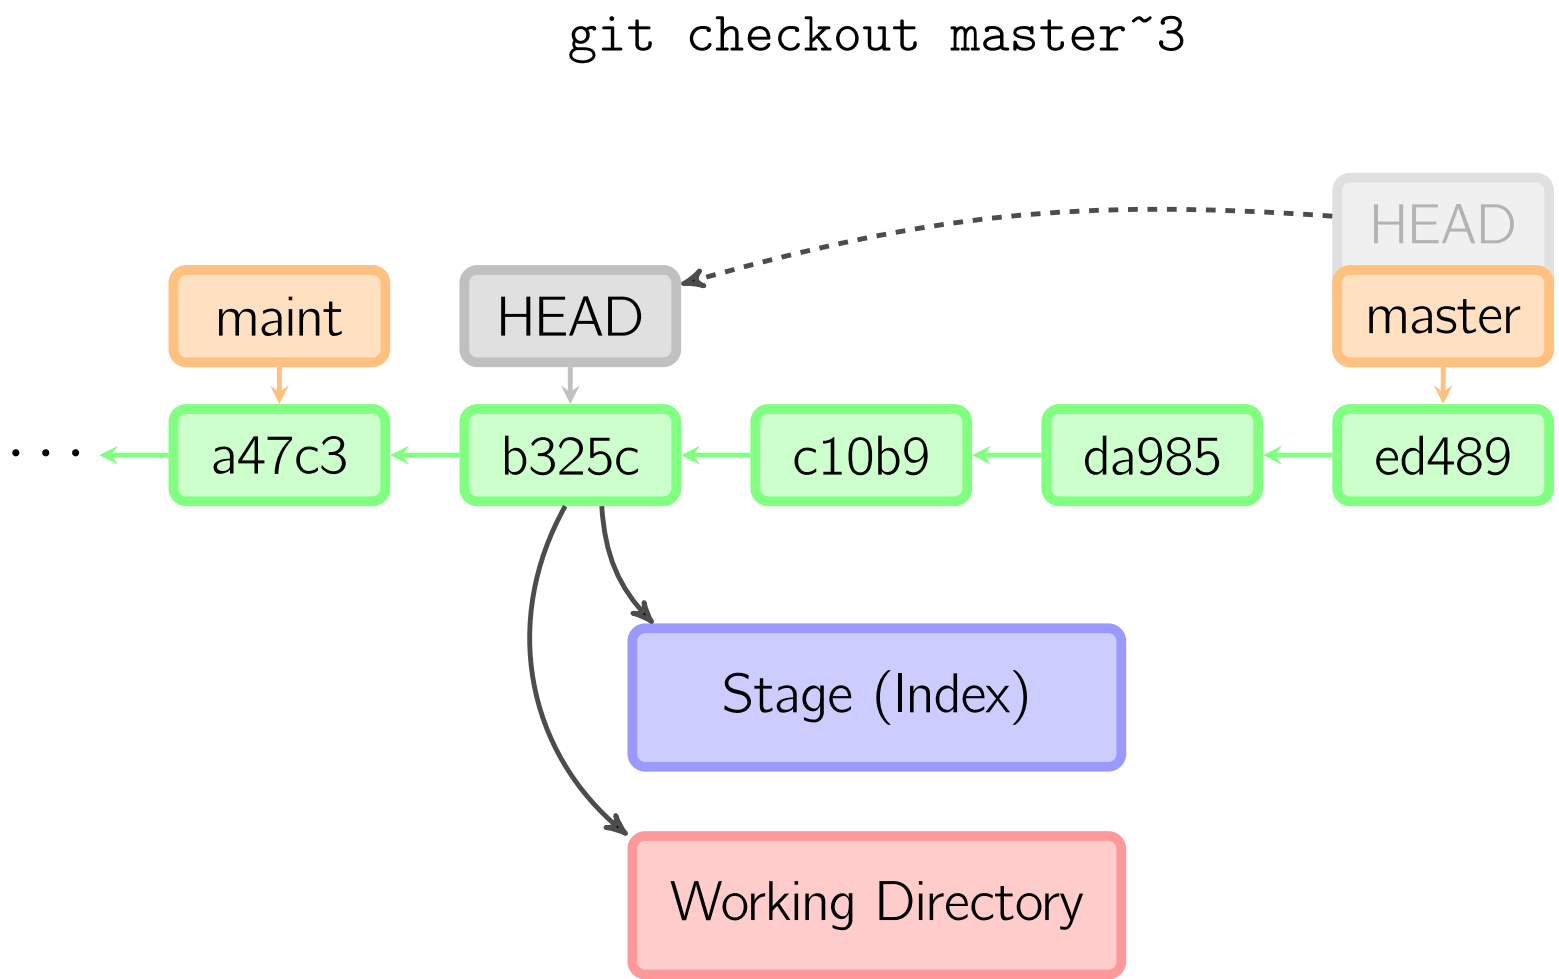 git checkout master~3
HEAD
maint HEAD master
... a47c3 b325c c10b9 da985 ed489
Stage (Index)
Working Directory